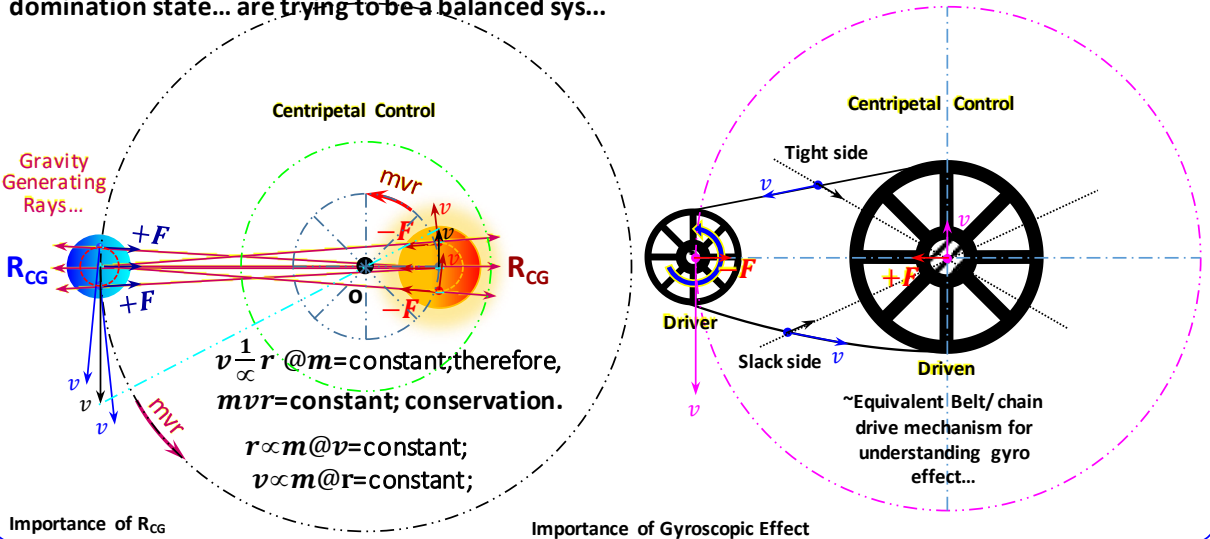 domination state... are trying to be a balanced sys...
Centripetal Control
Gravity
Generating
Rays...
mvr
v
v
v
+F
−F
R_CG
R_CG
o
+F
−F
v
v
v
mvr
v 1/∝ r @m=constant;therefore,
mvr=constant; conservation.
r∝m@v=constant;
v∝m@r=constant;
Importance of R_CG
Centripetal Control
Tight side
v
v
−F
+F
Driver
Slack side
v
Driven
v
~Equivalent Belt/chain
drive mechanism for
understanding gyro
effect...
Importance of Gyroscopic Effect